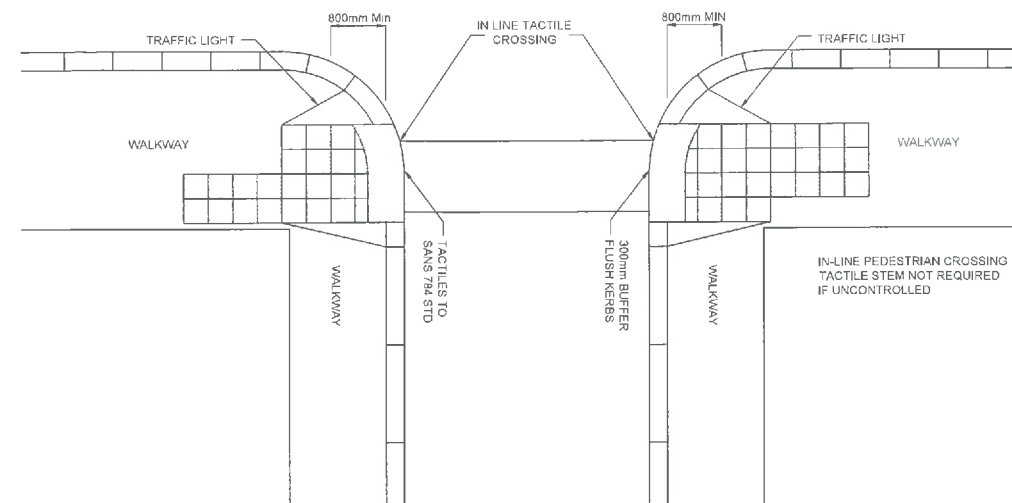 800mm Min
IN LINE TACTILE
CROSSING
800mm MIN
TRAFFIC LIGHT
TRAFFIC LIGHT
WALKWAY
WALKWAY
TACTILES TO
SANS 784 STD
300mm BUFFER
FLUSH KERBS
WALKWAY
WALKWAY
IN-LINE PEDESTRIAN CROSSING
TACTILE STEM NOT REQUIRED
IF UNCONTROLLED